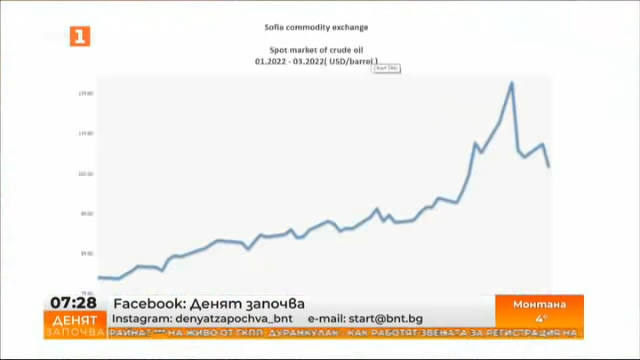 1
Sofia commodity exchange
Spot market of crude oil
01.2022 - 03.2022( USD/barrel )
07:28
Facebook: Денят започва
Монтана
ДЕНЯТ
ЗАПОЧВА
Instagram: denyatzapochva_bnt e-mail: start@bnt.bg
4°
РАЙНА! *** НА ЖИВО ОТ ГКПП „ДУРАНКУЛАК“ - КАК РАБОТЯТ ЗВЕНАТА ЗА РЕГИСТРАЦИЯ НА